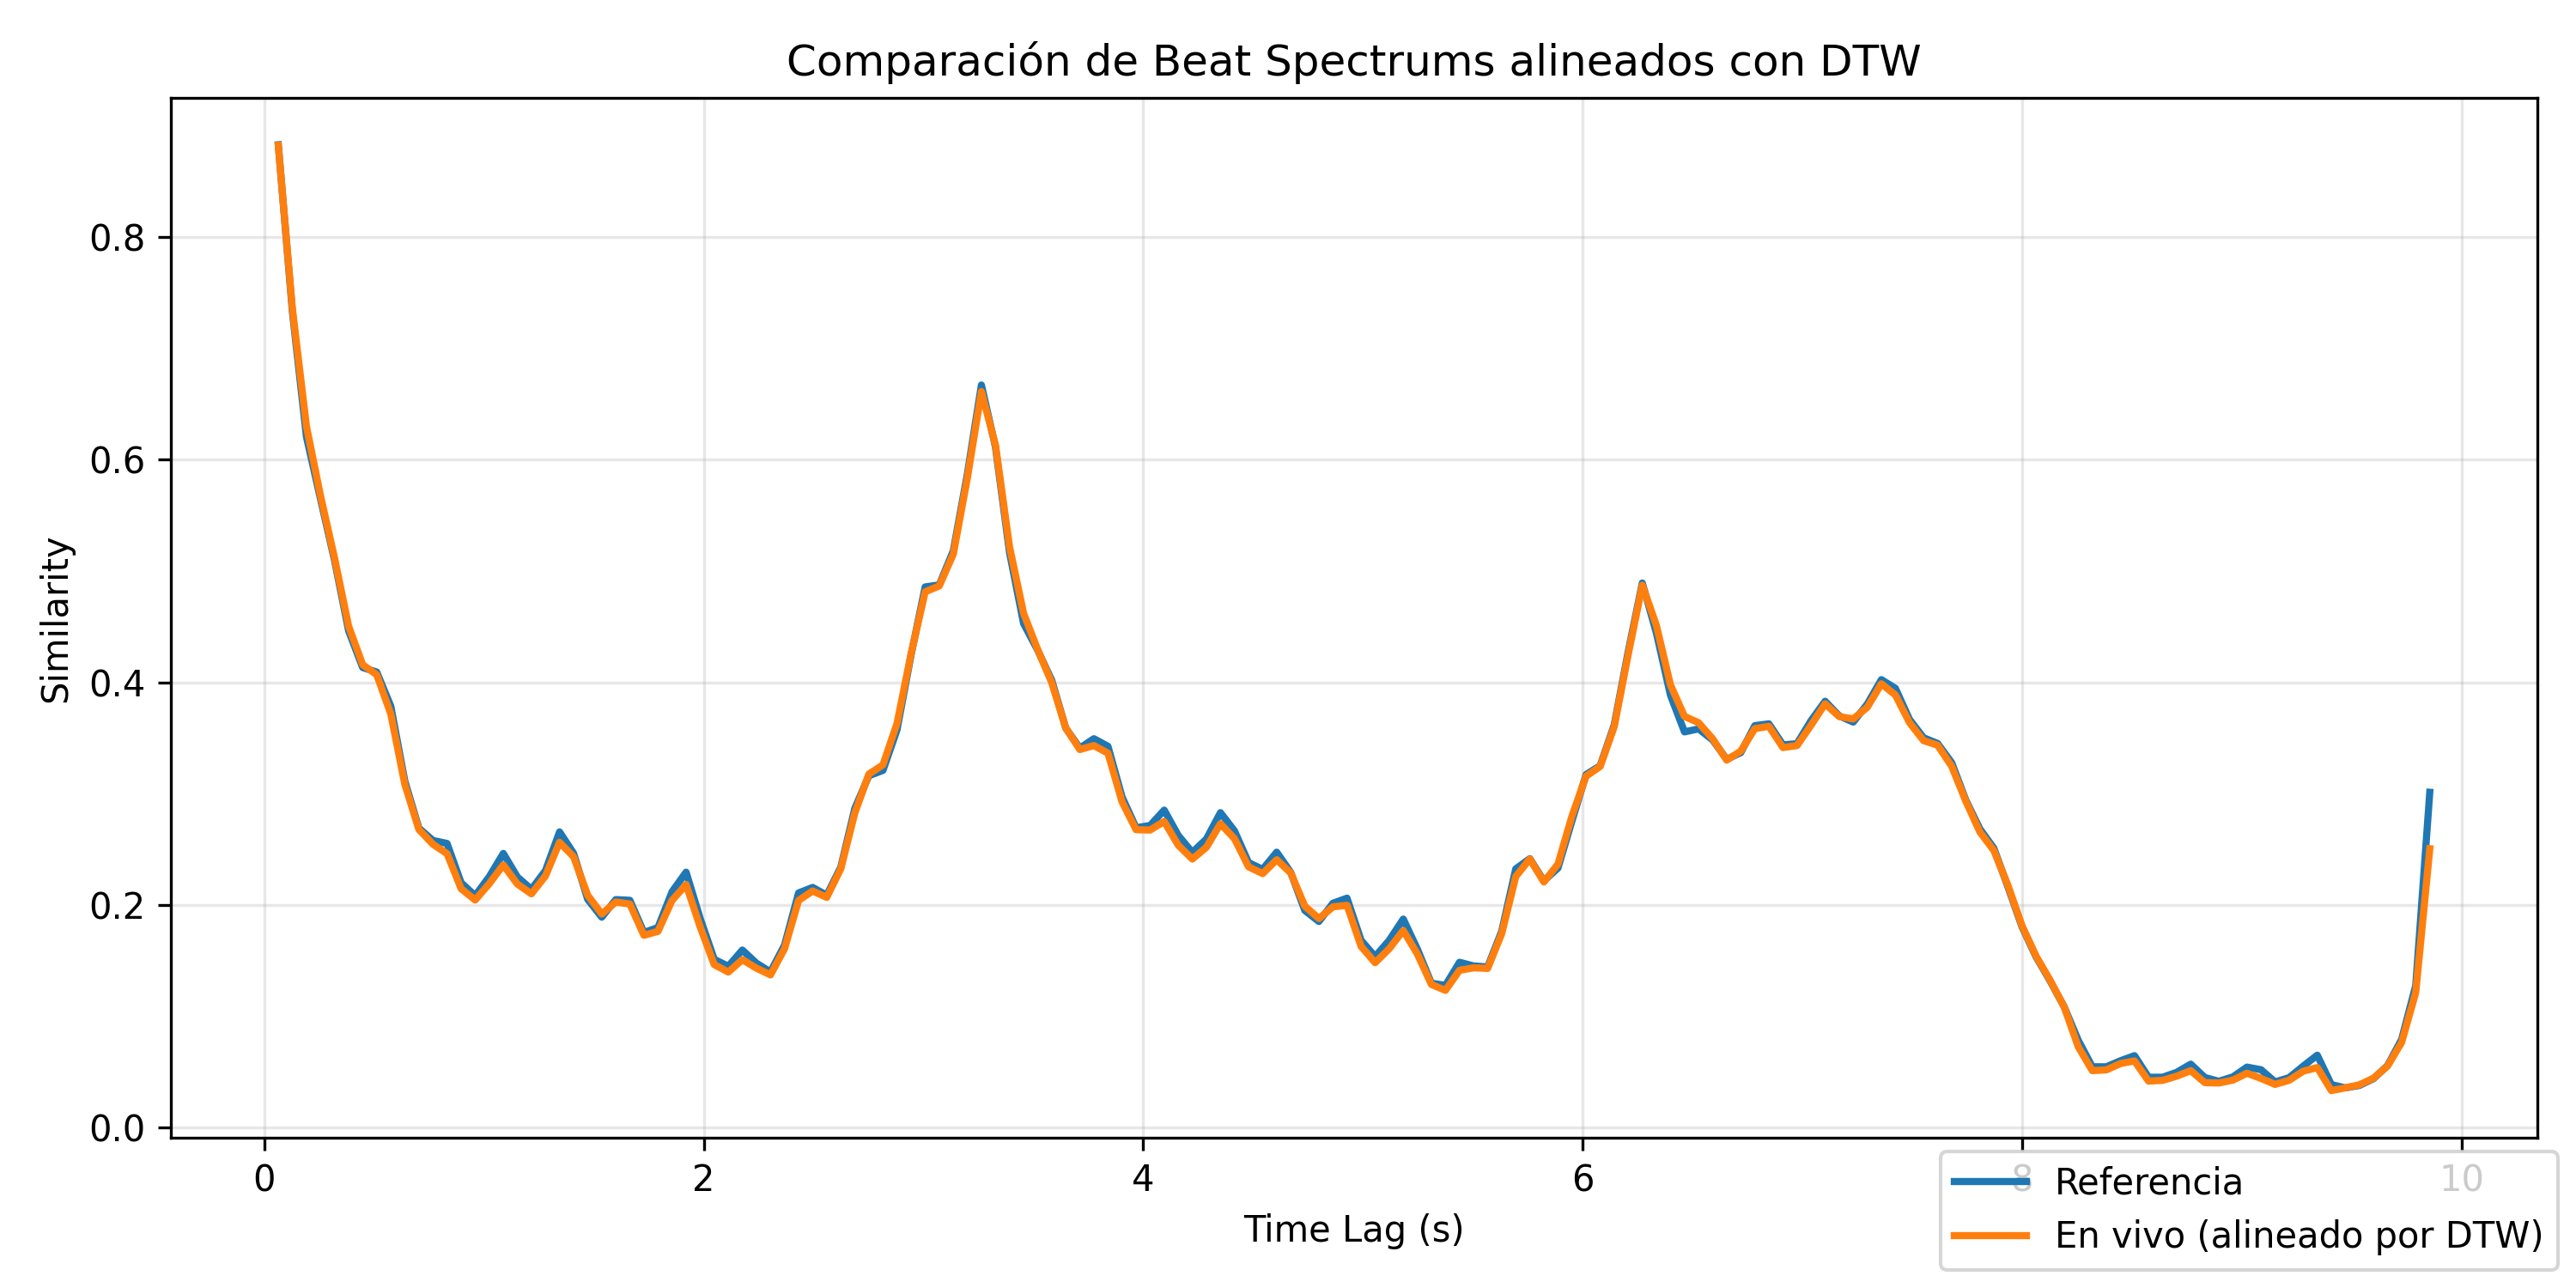 Comparación de Beat Spectrums alineados con DTW
Similarity
0.8
0.6
0.4
0.2
0.0
0 2 4 6 8 10
Time Lag (s)
Referencia
En vivo (alineado por DTW)